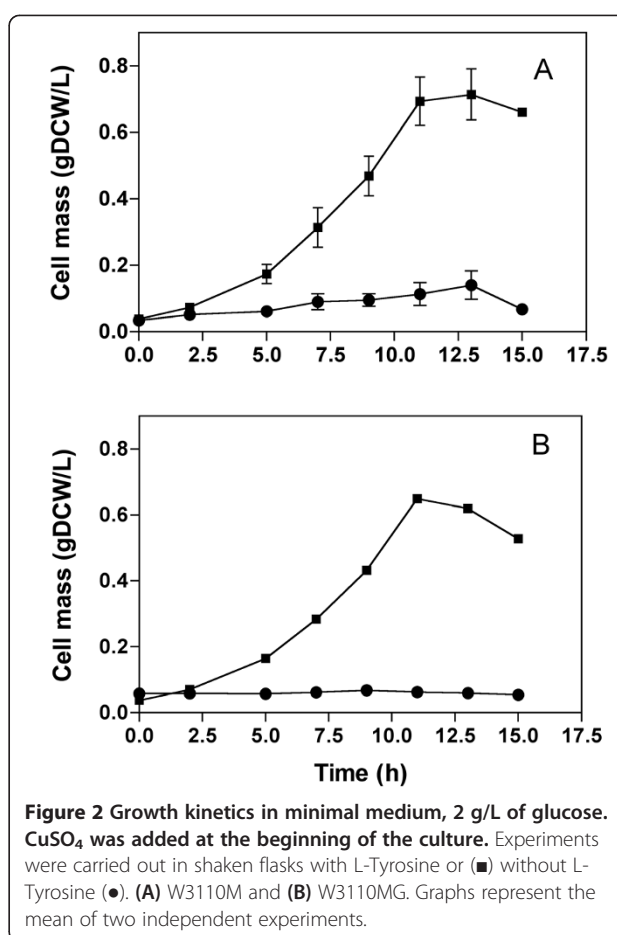 A
Cell mass (gDCW/L)
0.8
0.6
0.4
0.2
0.0
0.0 2.5 5.0 7.5 10.0 12.5 15.0 17.5
B
Cell mass (gDCW/L)
0.8
0.6
0.4
0.2
0.0
0.0 2.5 5.0 7.5 10.0 12.5 15.0 17.5
Time (h)
Figure 2 Growth kinetics in minimal medium, 2 g/L of glucose.
CuSO₄ was added at the beginning of the culture. Experiments
were carried out in shaken flasks with L-Tyrosine or (■) without L-
Tyrosine (●). (A) W3110M and (B) W3110MG. Graphs represent the
mean of two independent experiments.